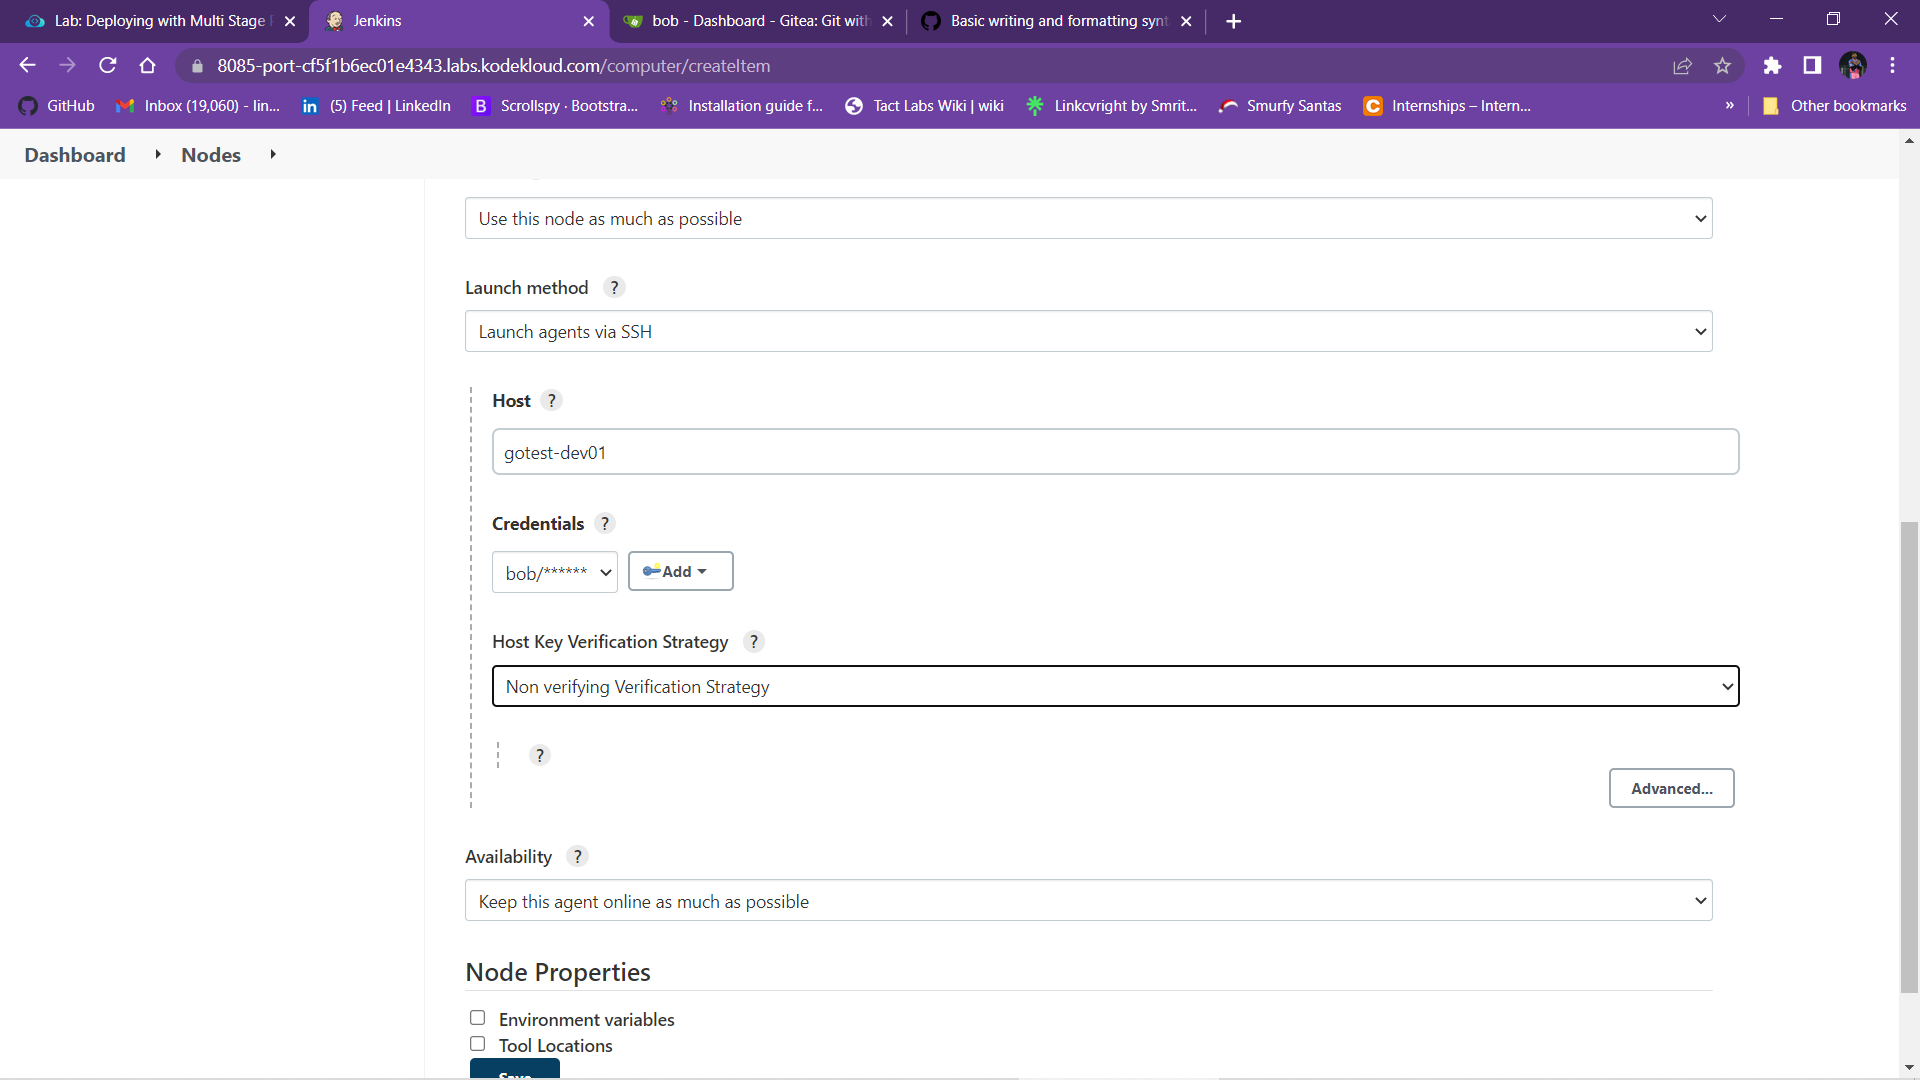 Lab: Deploying with Multi Stage
Jenkins
bob - Dashboard - Gitea: Git with
Basic writing and formatting synt
8085-port-cf5f1b6ec01e4343.labs.kodekloud.com/computer/createItem
GitHub
Inbox (19,060) - lin...
(5) Feed | LinkedIn
Scrollspy · Bootstra...
Installation guide f...
Tact Labs Wiki | wiki
Linkcvright by Smrit...
Smurfy Santas
Internships – Intern...
»
Other bookmarks
Dashboard
Nodes
Use this node as much as possible
Launch method ?
Launch agents via SSH
Host ?
gotest-dev01
Credentials ?
bob/******
Add
Host Key Verification Strategy ?
Non verifying Verification Strategy
?
Advanced...
Availability ?
Keep this agent online as much as possible
Node Properties
Environment variables
Tool Locations
Save